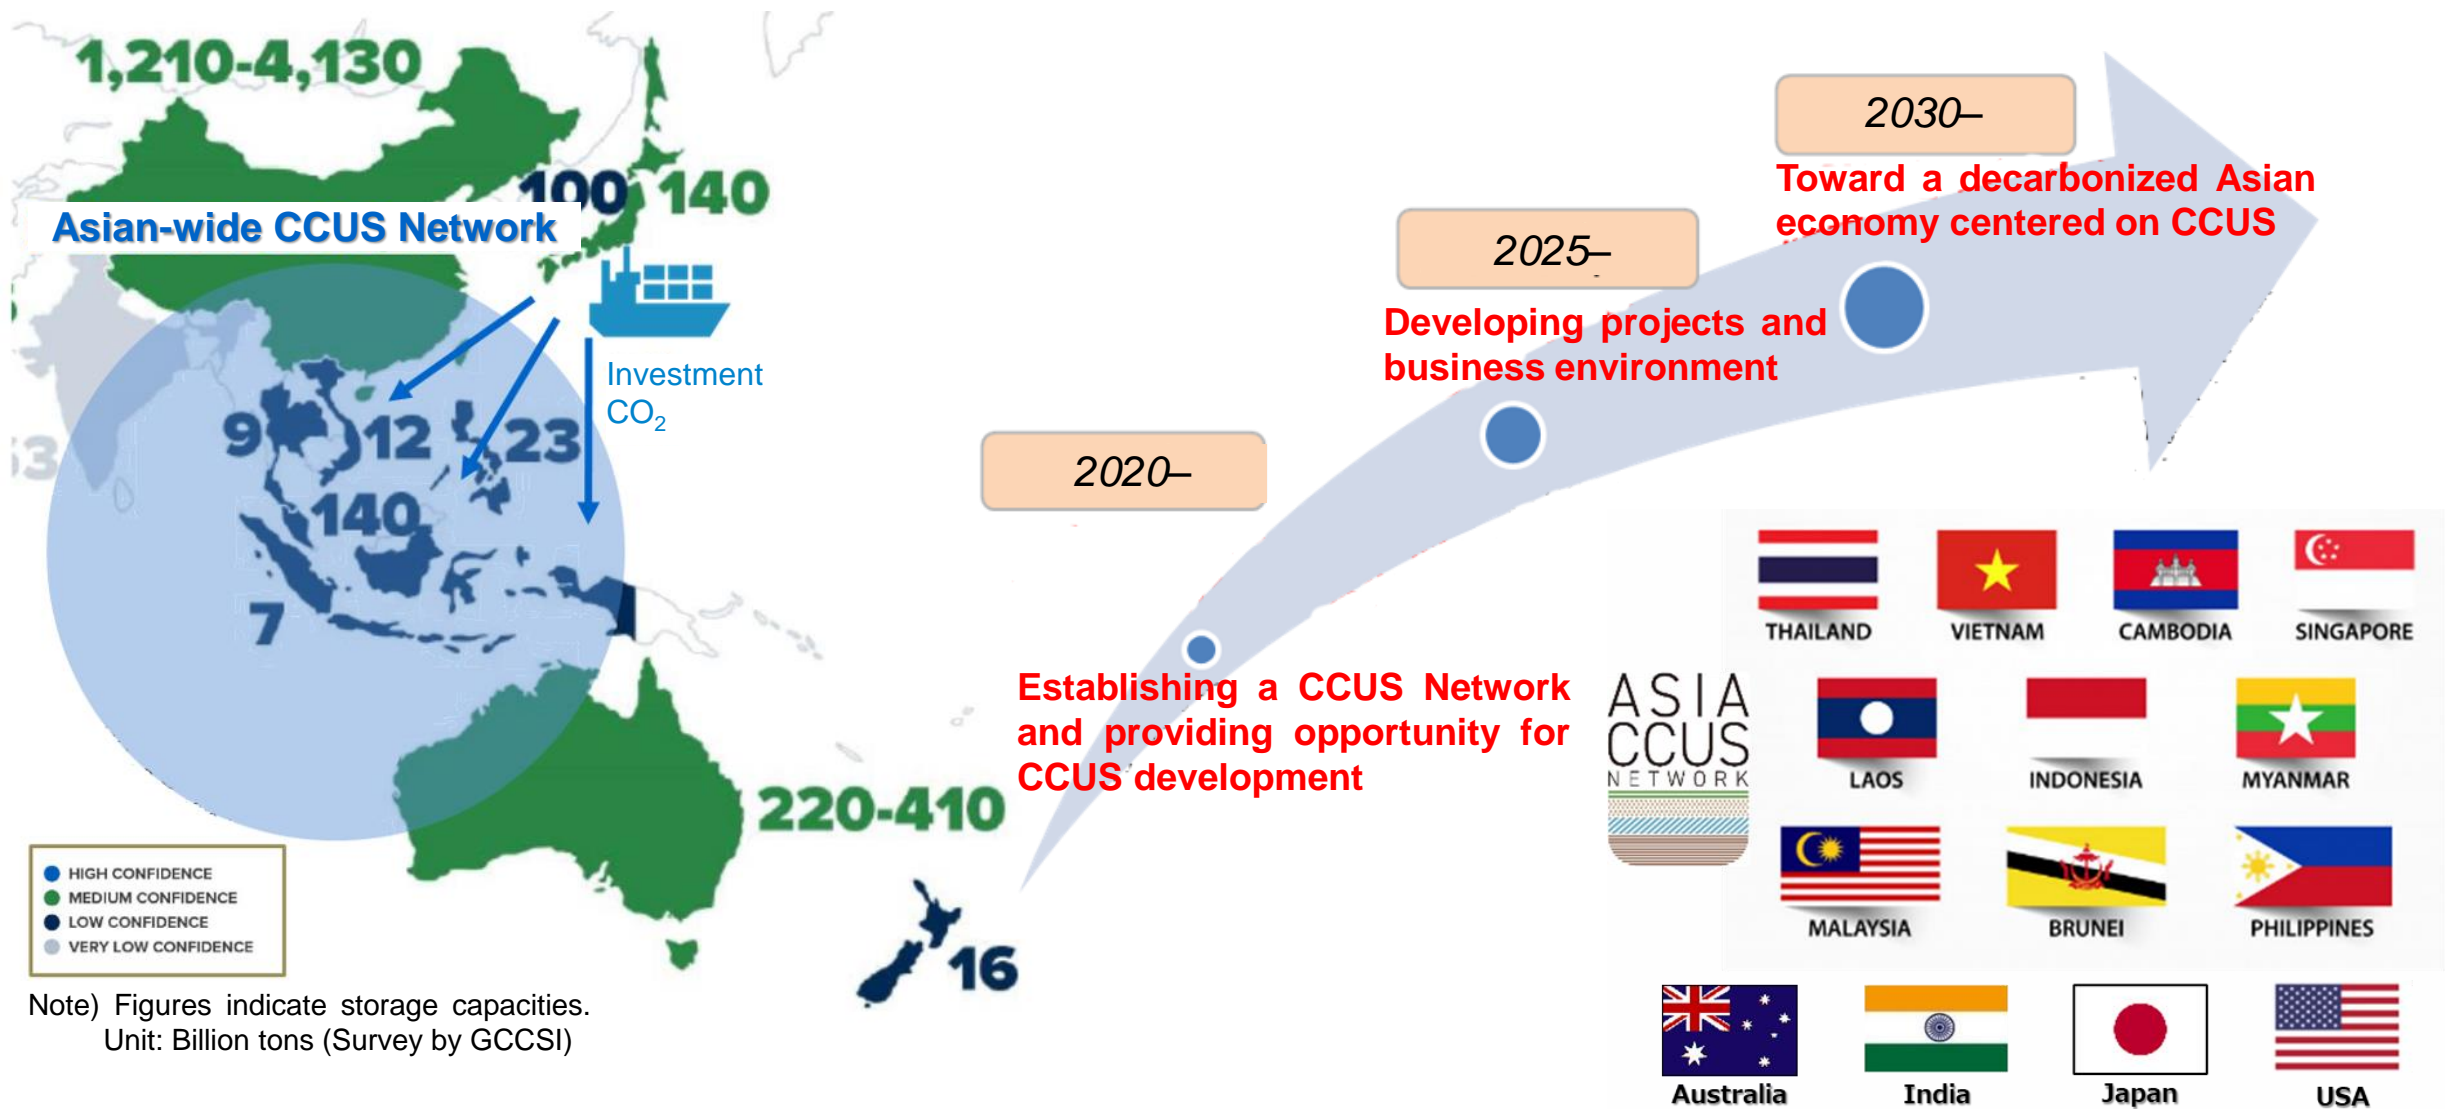 1,210-4,130
100
140
Asian-wide CCUS Network
Investment
CO₂
63
9
12
23
140
7
220-410
16
HIGH CONFIDENCE
MEDIUM CONFIDENCE
LOW CONFIDENCE
VERY LOW CONFIDENCE
Note) Figures indicate storage capacities.
Unit: Billion tons (Survey by GCCSI)
2020–
Establishing a CCUS Network
and providing opportunity for
CCUS development
2025–
Developing projects and
business environment
2030–
Toward a decarbonized Asian
economy centered on CCUS
ASIA
CCUS
NETWORK
THAILAND
VIETNAM
CAMBODIA
SINGAPORE
LAOS
INDONESIA
MYANMAR
MALAYSIA
BRUNEI
PHILIPPINES
Australia
India
Japan
USA